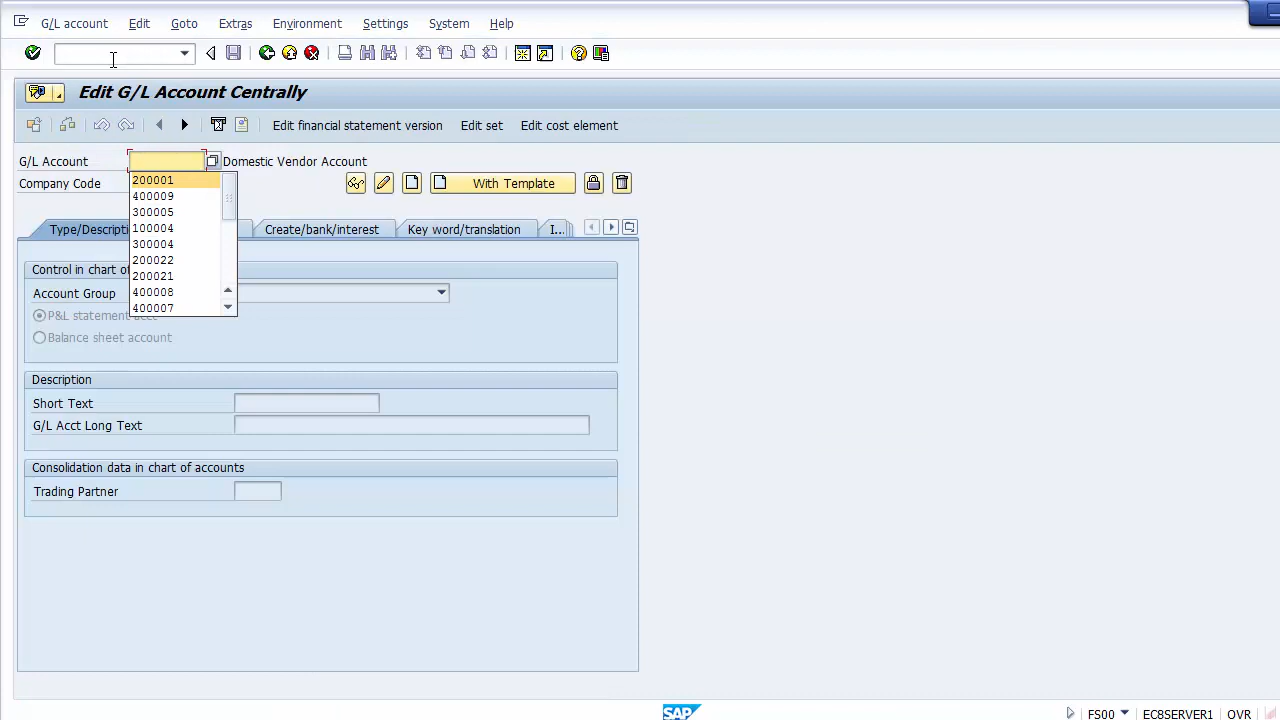 G/L account Edit Goto Extras Environment Settings System Help
Edit G/L Account Centrally
Edit financial statement version Edit set Edit cost element
G/L Account Domestic Vendor Account
Company Code With Template
200001
400009
300005
100004
300004
200022
200021
400008
400007
Type/Descripti Create/bank/interest Key word/translation I...
Control in chart of
Account Group
P&L statement acct
Balance sheet account
Description
Short Text
G/L Acct Long Text
Consolidation data in chart of accounts
Trading Partner
SAP EC8SERVER1 OVR